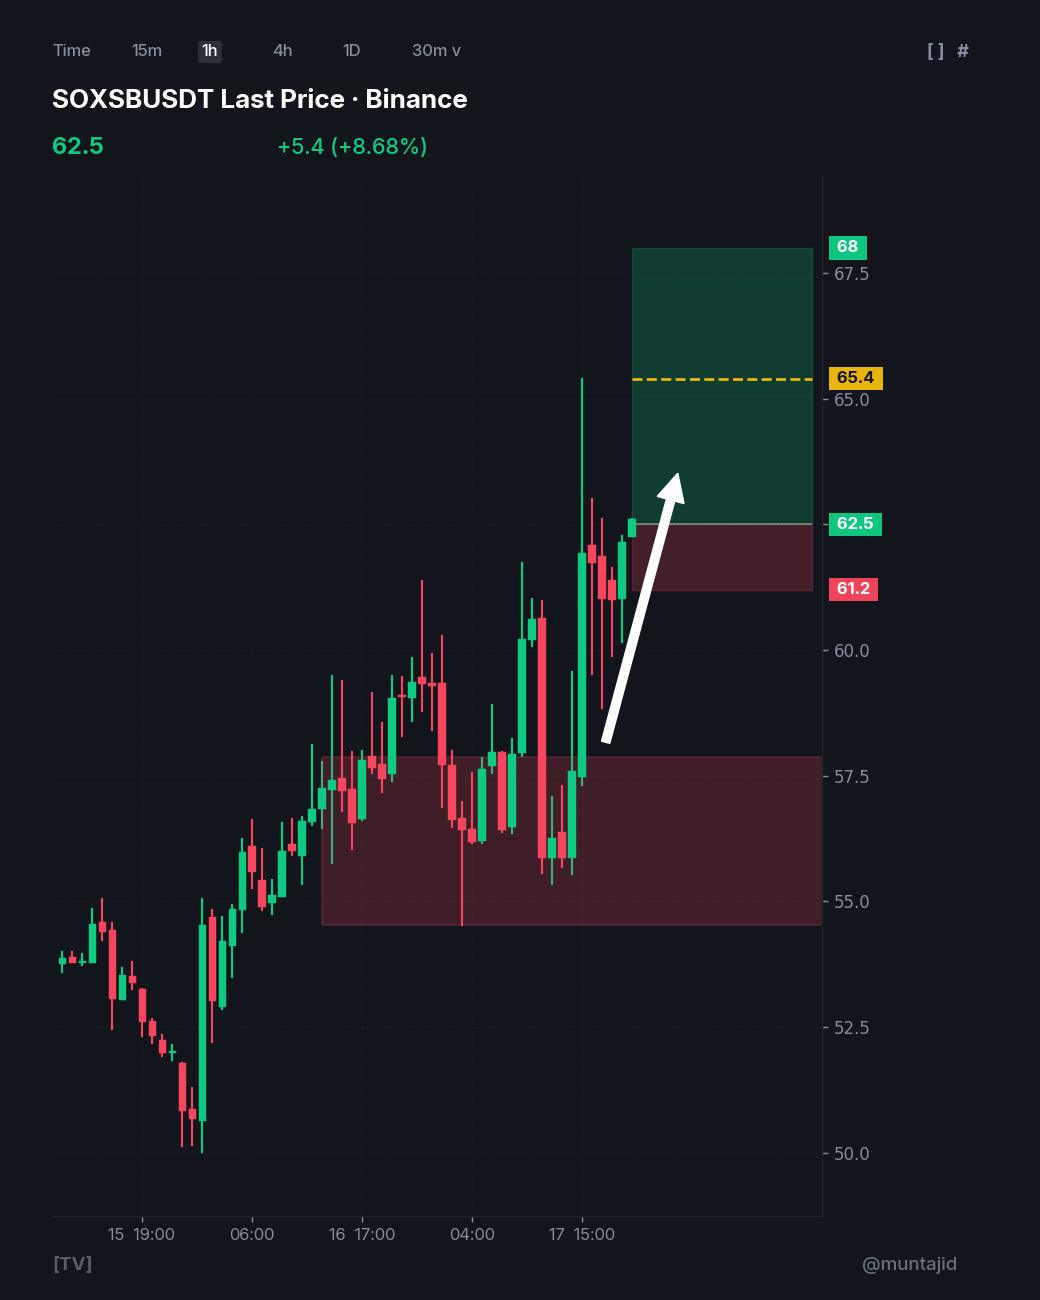 Time 15m 1h 4h 1D 30m v [ ] #
SOXSBUSDT Last Price · Binance
62.5 +5.4 (+8.68%)
68
67.5
65.4
65.0
62.5
61.2
60.0
57.5
55.0
52.5
50.0
15 19:00 06:00 16 17:00 04:00 17 15:00
[TV] @muntajid